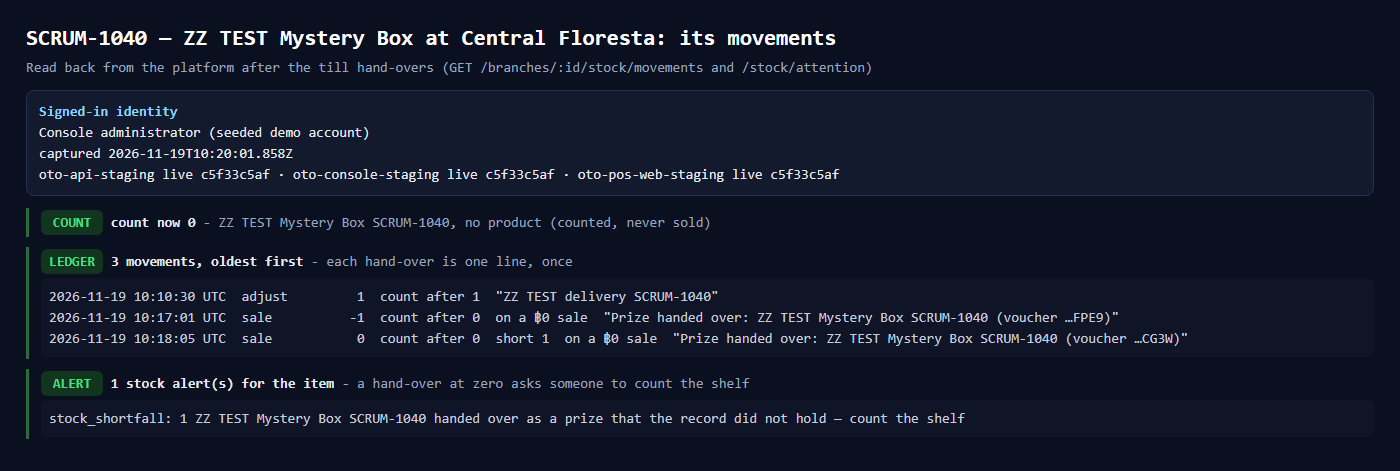 SCRUM-1040 — ZZ TEST Mystery Box at Central Floresta: its movements
Read back from the platform after the till hand-overs (GET /branches/:id/stock/movements and /stock/attention)
Signed-in identity
Console administrator (seeded demo account)
captured 2026-11-19T10:20:01.858Z
oto-api-staging live c5f33c5af · oto-console-staging live c5f33c5af · oto-pos-web-staging live c5f33c5af
COUNT count now 0 - ZZ TEST Mystery Box SCRUM-1040, no product (counted, never sold)
LEDGER 3 movements, oldest first - each hand-over is one line, once
2026-11-19 10:10:30 UTC adjust 1 count after 1 "ZZ TEST delivery SCRUM-1040"
2026-11-19 10:17:01 UTC sale -1 count after 0 on a ฿0 sale "Prize handed over: ZZ TEST Mystery Box SCRUM-1040 (voucher …FPE9)"
2026-11-19 10:18:05 UTC sale 0 count after 0 short 1 on a ฿0 sale "Prize handed over: ZZ TEST Mystery Box SCRUM-1040 (voucher …CG3W)"
ALERT 1 stock alert(s) for the item - a hand-over at zero asks someone to count the shelf
stock_shortfall: 1 ZZ TEST Mystery Box SCRUM-1040 handed over as a prize that the record did not hold — count the shelf